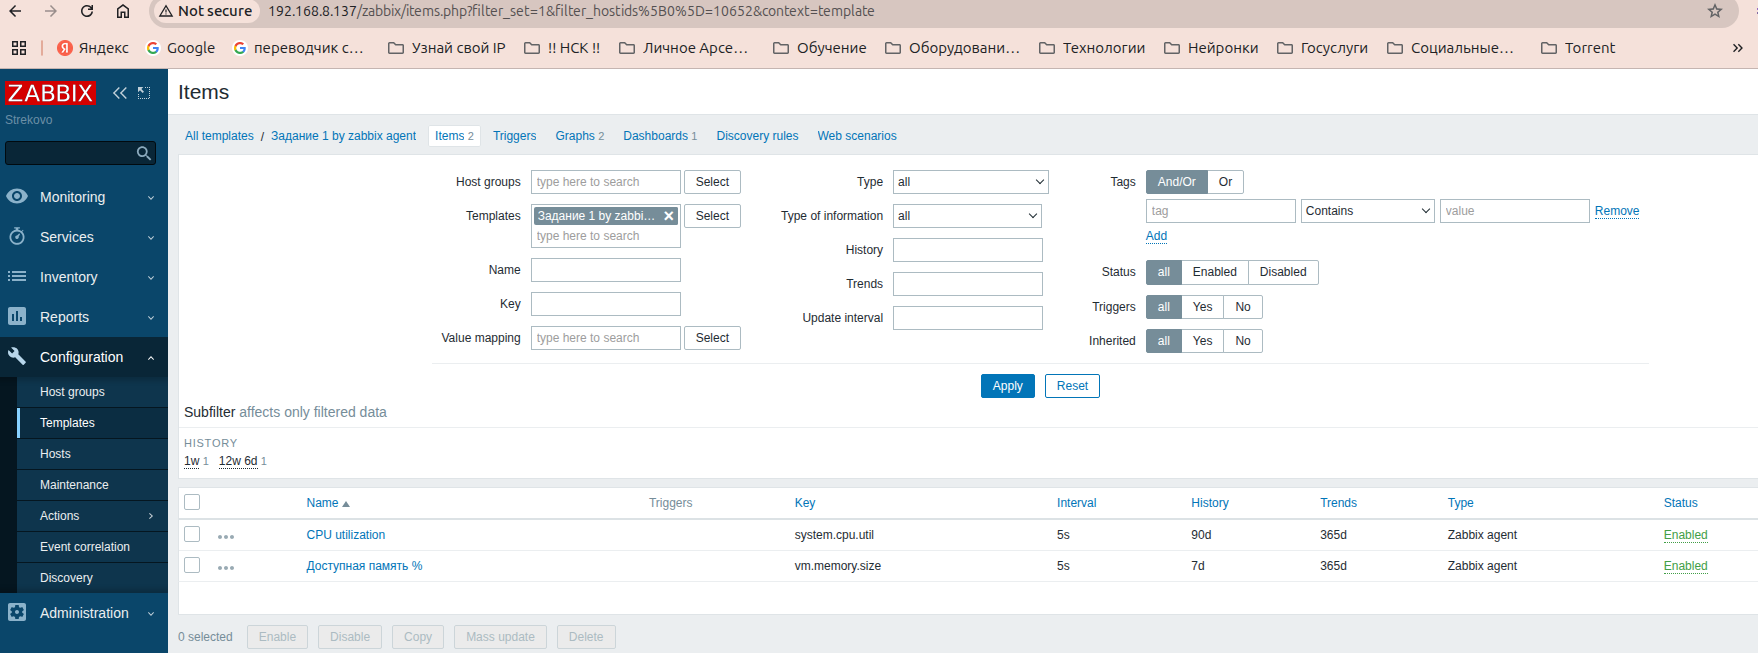 Not secure 192.168.8.137/zabbix/items.php?filter_set=1&filter_hostids%5B0%5D=10652&context=template
Яндекс Google переводчик с... Узнай свой IP !! НСК !! Личное Арсе... Обучение Оборудовани... Технологии Нейронки Госуслуги Социальные... Torrent
ZABBIX
Strekovo
Monitoring
Services
Inventory
Reports
Configuration
Host groups
Templates
Hosts
Maintenance
Actions
Event correlation
Discovery
Administration
Items
All templates / Задание 1 by zabbix agent Items 2 Triggers Graphs 2 Dashboards 1 Discovery rules Web scenarios
Host groups type here to search Select
Templates Задание 1 by zabbi... Select
type here to search
Name
Key
Value mapping type here to search Select
Type all
Type of information all
History
Trends
Update interval
Tags And/Or Or
tag Contains value Remove
Add
Status all Enabled Disabled
Triggers all Yes No
Inherited all Yes No
Apply Reset
Subfilter affects only filtered data
HISTORY
1w 1 12w 6d 1
Name Triggers Key Interval History Trends Type Status
CPU utilization system.cpu.util 5s 90d 365d Zabbix agent Enabled
Доступная память % vm.memory.size 5s 7d 365d Zabbix agent Enabled
0 selected Enable Disable Copy Mass update Delete